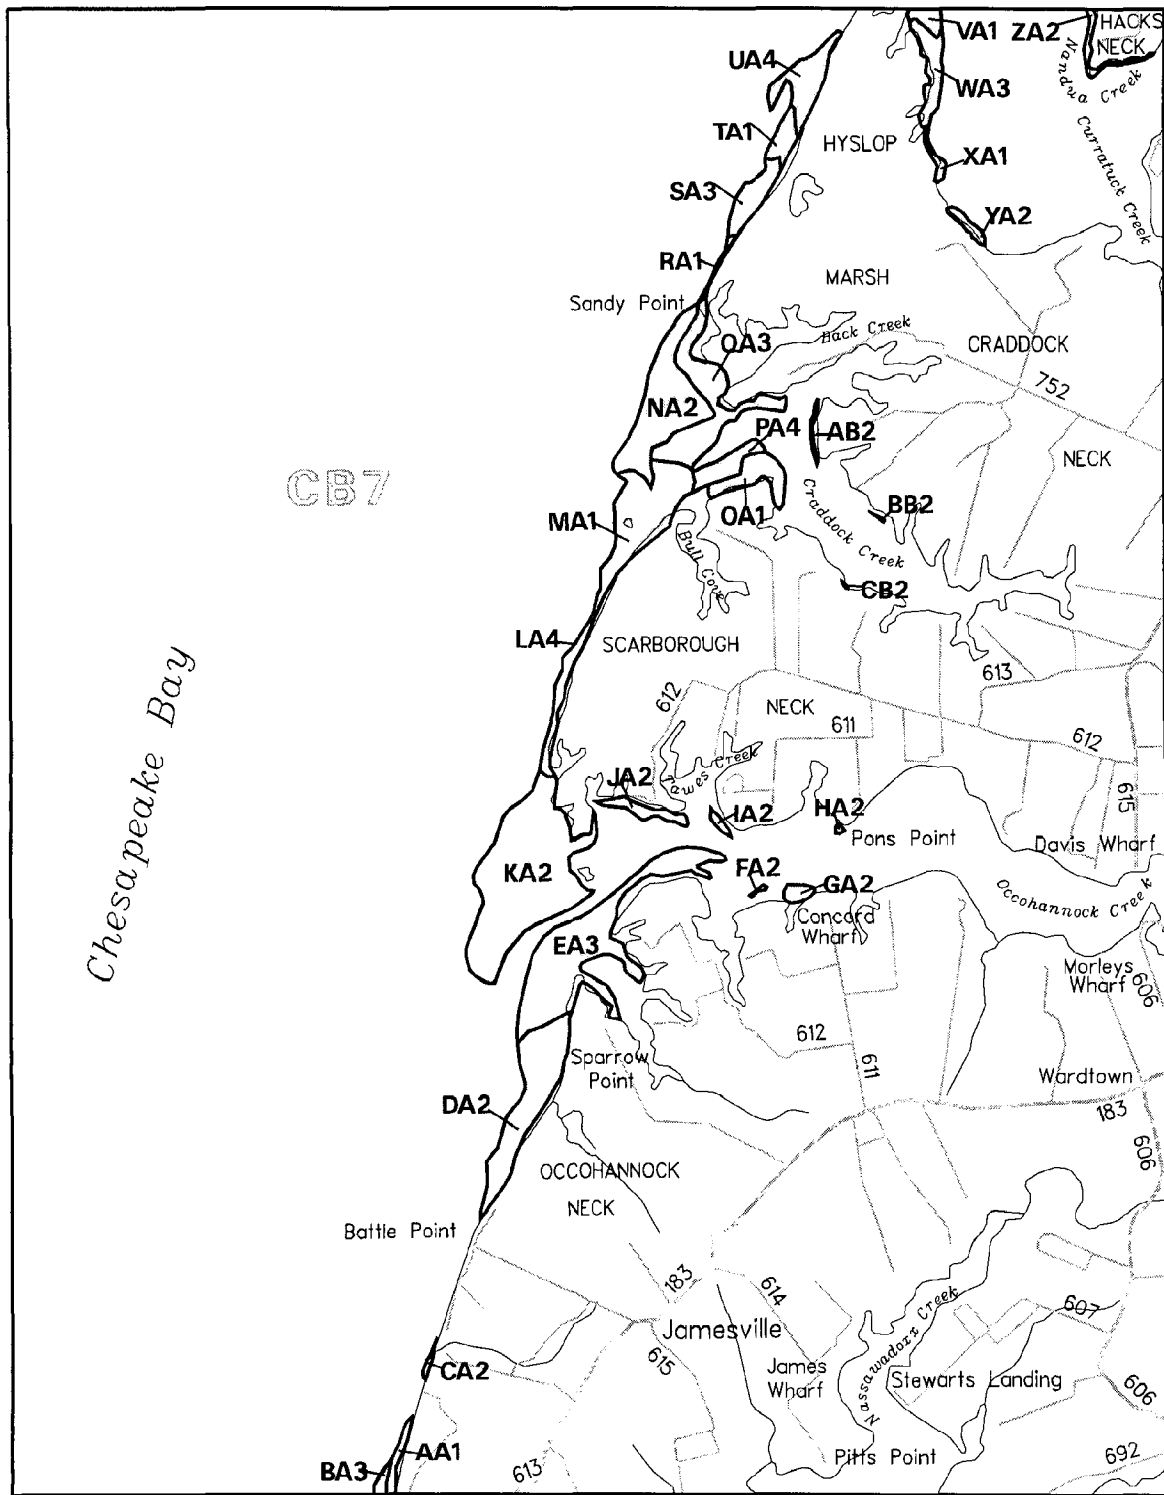 VA1
ZA2
HACKS
NECK
UA4
WA3
Nandua Creek
TA1
HYSLOP
Curratuck Creek
XA1
SA3
YA2
RA1
MARSH
Sandy Point
Back Creek
QA3
CRADDOCK
752
NA2
PA4
AB2
NECK
CB7
BB2
OA1
MA1
Craddock Creek
Bull Cove
CB2
LA4
SCARBOROUGH
613
612
NECK
611
612
Chesapeake Bay
Tawes Creek
JA2
615
IA2
HA2
Pons Point
Davis Wharf
KA2
FA2
GA2
Occohannock Creek
Concord
Wharf
EA3
Morleys
Wharf
606
612
Sparrow
Point
611
Wardtown
DA2
183
606
OCCOHANNOCK
NECK
Battle Point
183
614
607
Jamesville
Nassawadox Creek
615
James
Wharf
Stewarts Landing
CA2
606
AA1
BA3
613
Pitts Point
692